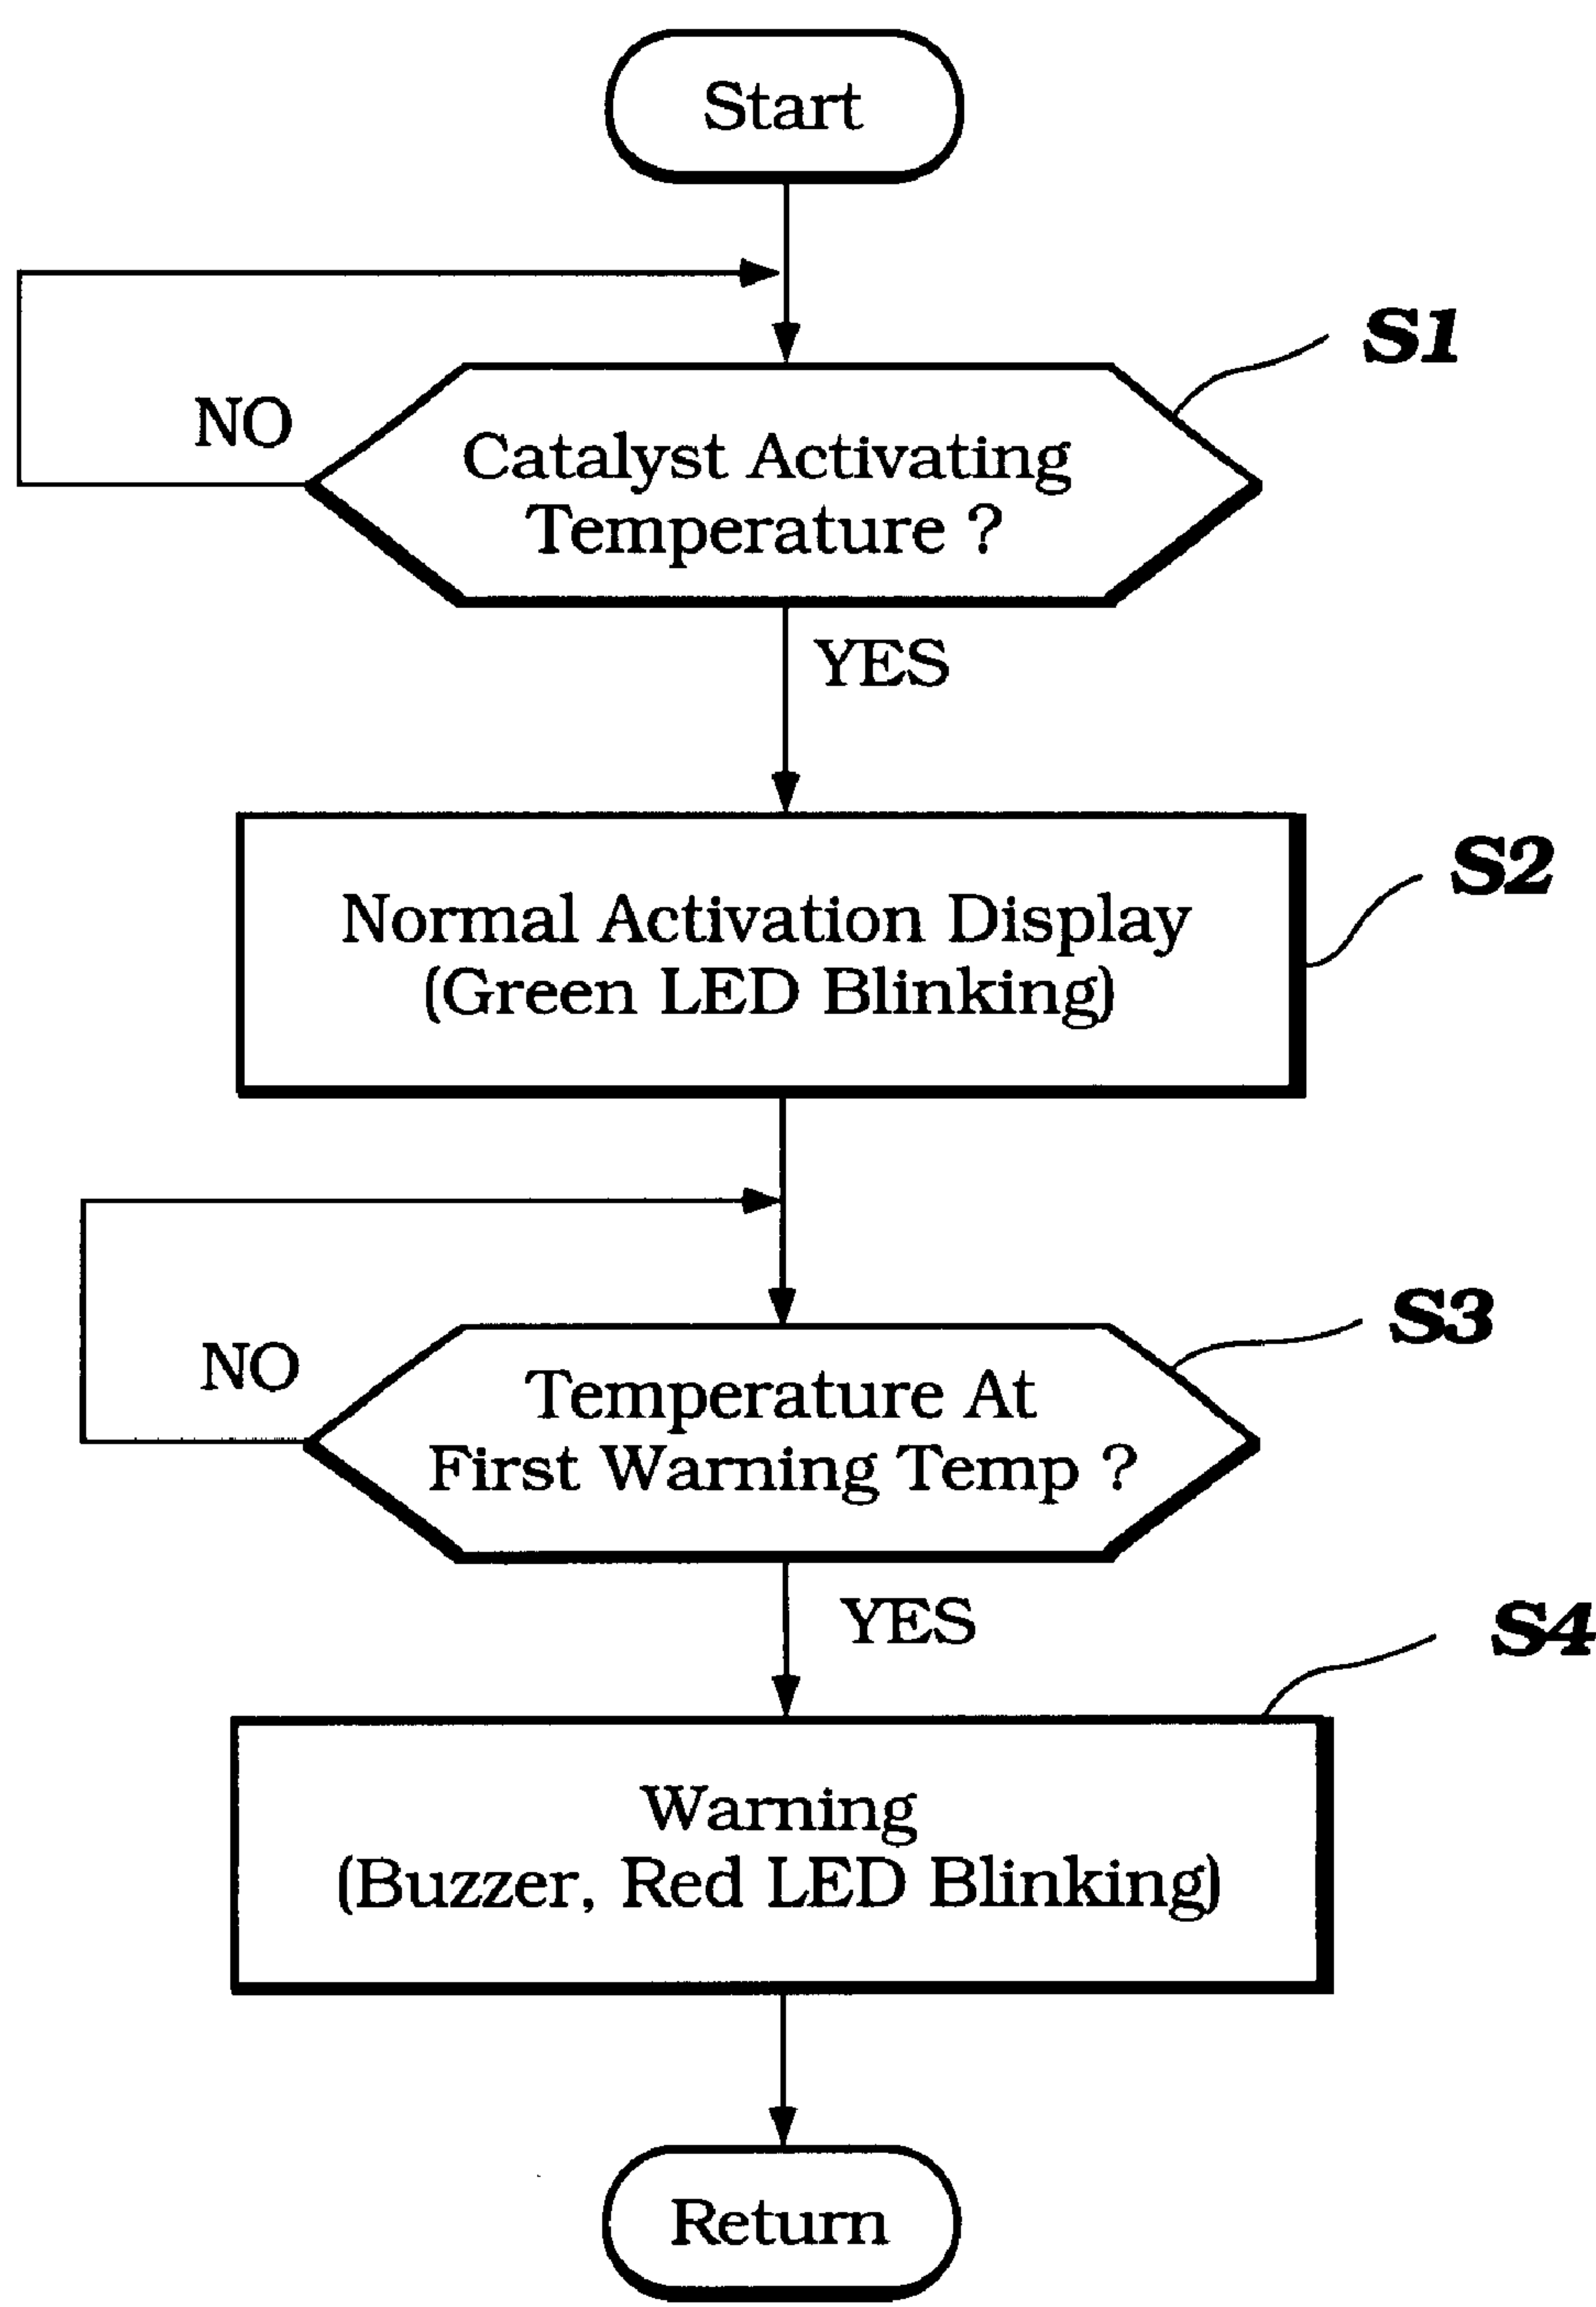 Start
S1
NO
Catalyst Activating
Temperature ?
YES
S2
Normal Activation Display
(Green LED Blinking)
S3
NO
Temperature At
First Warning Temp ?
YES
S4
Warning
(Buzzer, Red LED Blinking)
Return